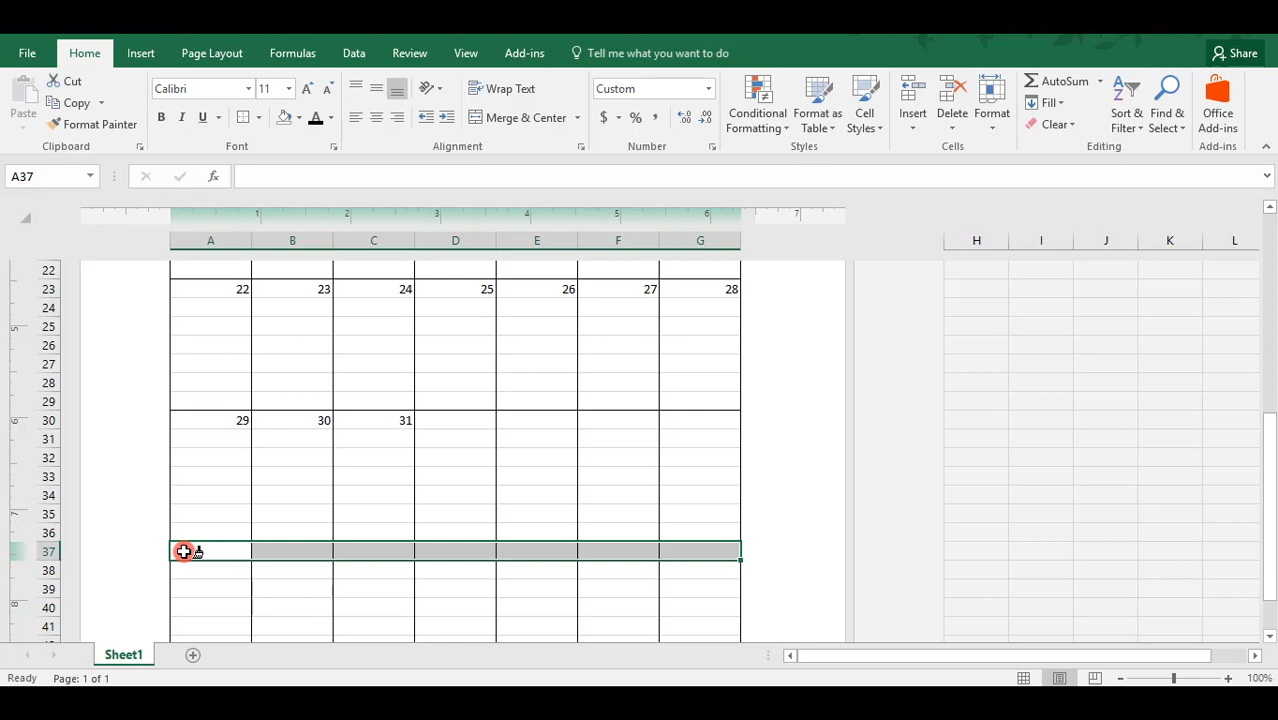 File Home Insert Page Layout Formulas Data Review View Add-ins Tell me what you want to do Share
Paste Cut Copy Format Painter
Calibri 11
B I U A
Wrap Text
Merge & Center
Custom
$ % ,
Conditional Formatting Format as Table Cell Styles
Insert Delete Format
AutoSum
Fill
Clear
Sort & Filter Find & Select
Office Add-ins
Clipboard Font Alignment Number Styles Cells Editing Add-ins
A37 fx
1 2 3 4 5 6 7
A B C D E F G H I J K L
22
23 22 23 24 25 26 27 28
24
25
26
27
28
29
30 29 30 31
31
32
33
34
35
36
37
38
39
40
41
5
6
7
8
Sheet1
Ready Page: 1 of 1 100%